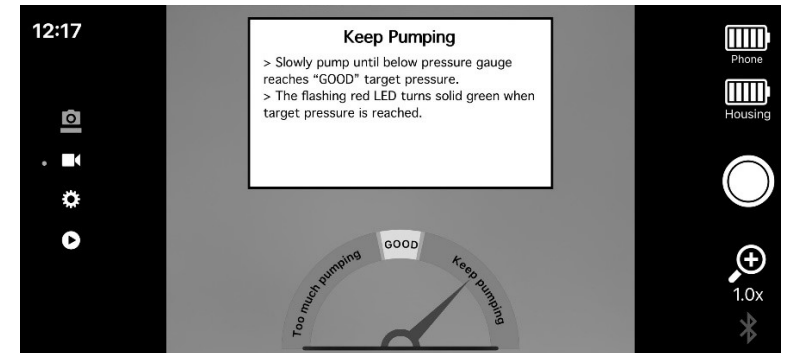 12:17
Keep Pumping
> Slowly pump until below pressure gauge
reaches “GOOD” target pressure.
> The flashing red LED turns solid green when
target pressure is reached.
Too much pumping
GOOD
Keep pumping
Phone
Housing
1.0x